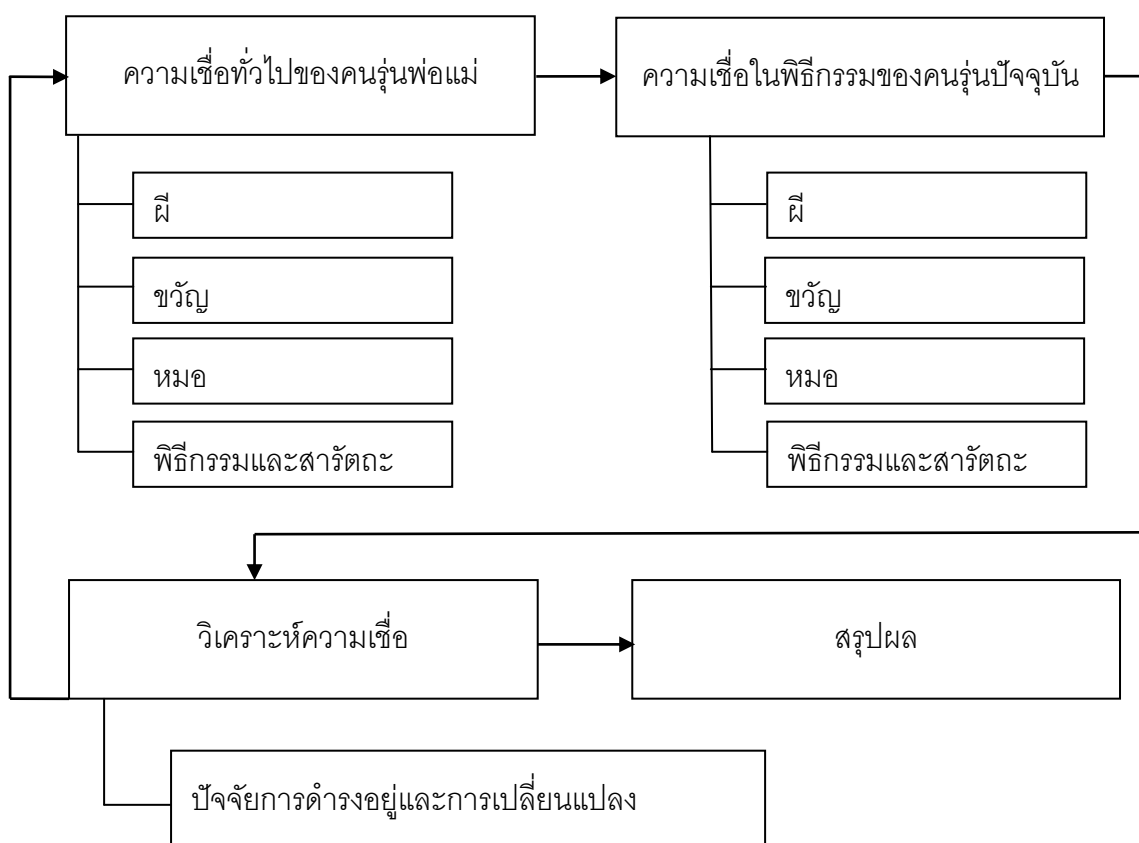 ความเชื่อทั่วไปของคนรุ่นพ่อแม่
ความเชื่อในพิธีกรรมของคนรุ่นปัจจุบัน
ผี
ขวัญ
หมอ
พิธีกรรมและสารัตถะ
ผี
ขวัญ
หมอ
พิธีกรรมและสารัตถะ
วิเคราะห์ความเชื่อ
สรุปผล
ปัจจัยการดำรงอยู่และการเปลี่ยนแปลง